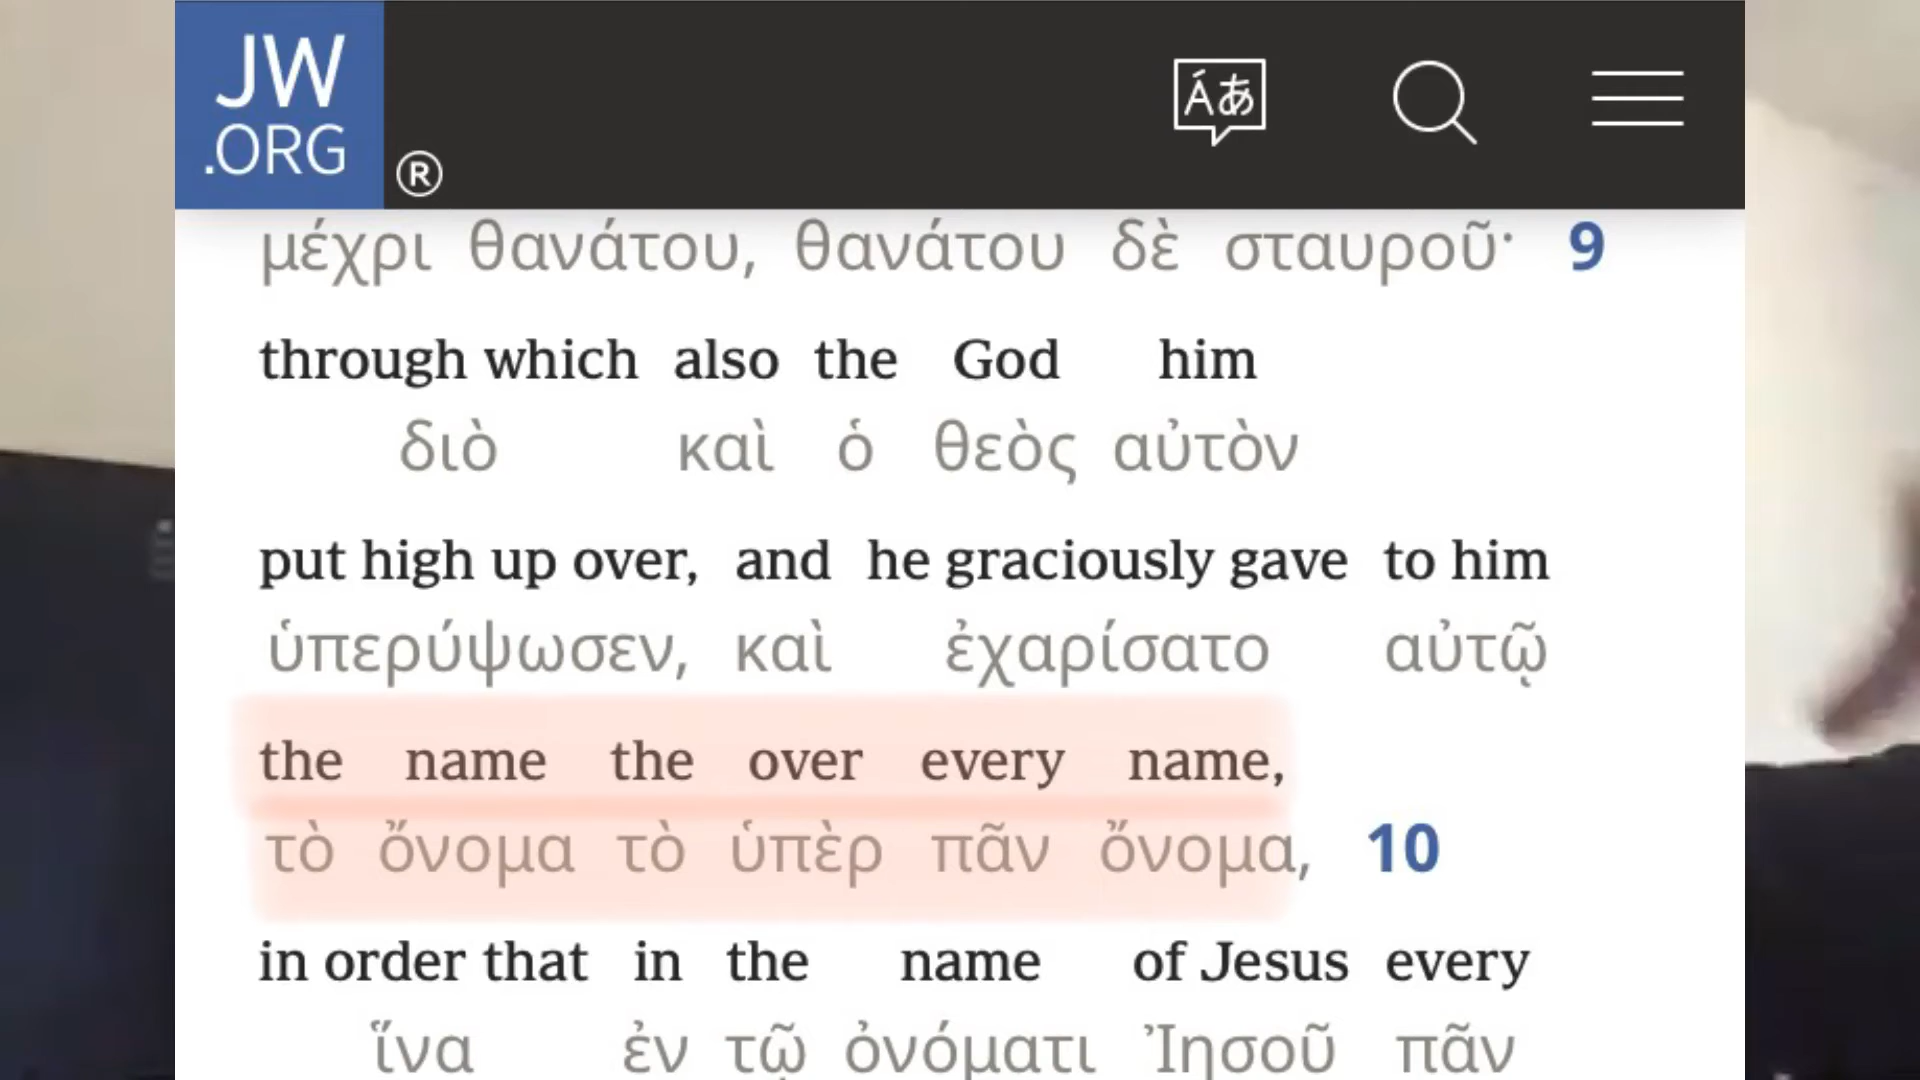 JW
.ORG
®
Áあ
μέχρι θανάτου, θανάτου δὲ σταυροῦ· 9
through which also the God him
διὸ καὶ ὁ θεὸς αὐτὸν
put high up over, and he graciously gave to him
ὑπερύψωσεν, καὶ ἐχαρίσατο αὐτῷ
the name the over every name,
τὸ ὄνομα τὸ ὑπὲρ πᾶν ὄνομα, 10
in order that in the name of Jesus every
ἵνα ἐν τῷ ὀνόματι Ἰησοῦ πᾶν